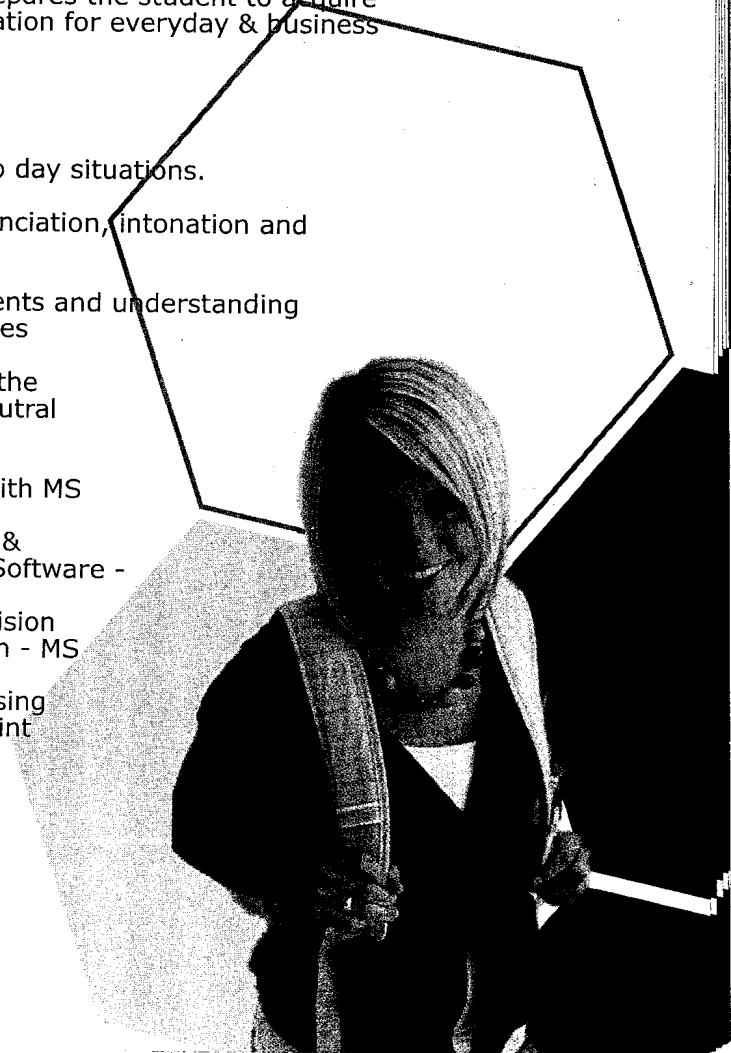 epares the student to acquire
ation for everyday & business
o day situations.
nciation, intonation and
ents and understanding
es
the
utral
ith MS
&
Software -
ision
n - MS
sing
int